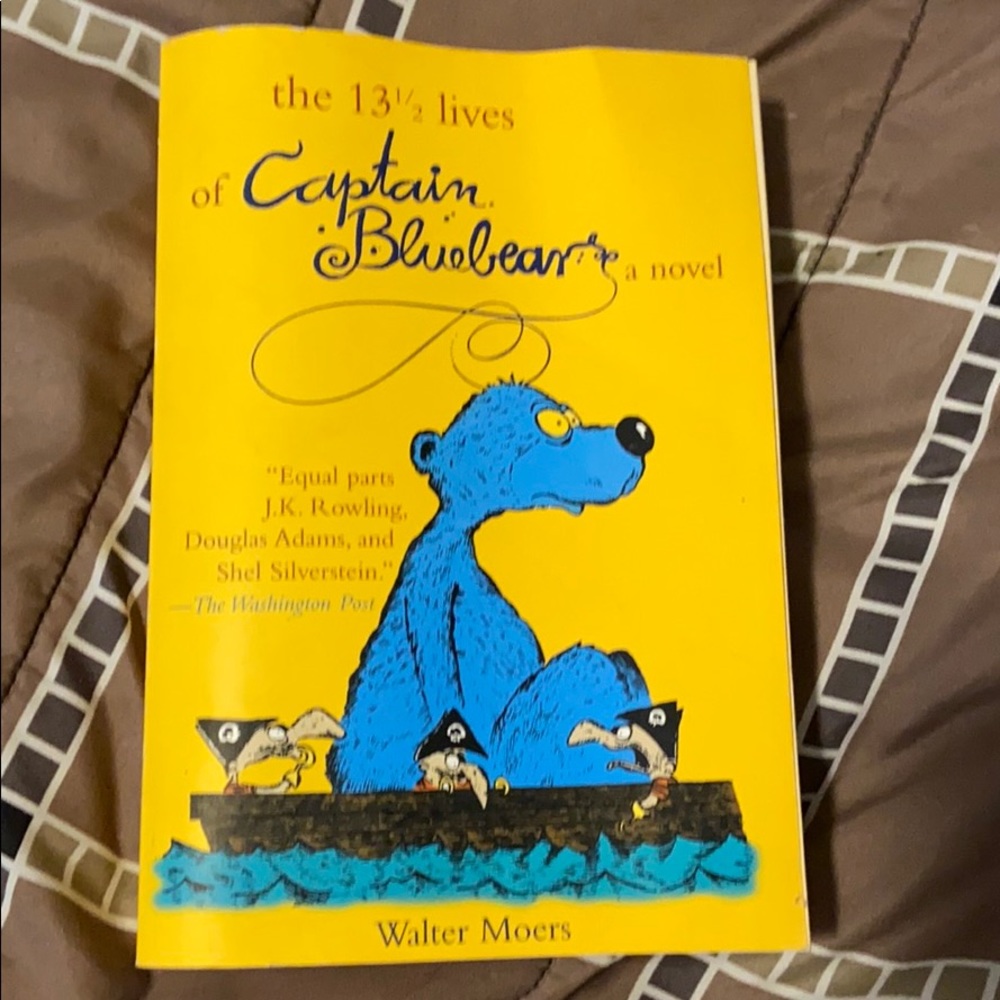 the 13½ lives
of Captain
Bluebear a novel
“Equal parts
J.K. Rowling,
Douglas Adams, and
Shel Silverstein.”
—The Washington Post
Walter Moers